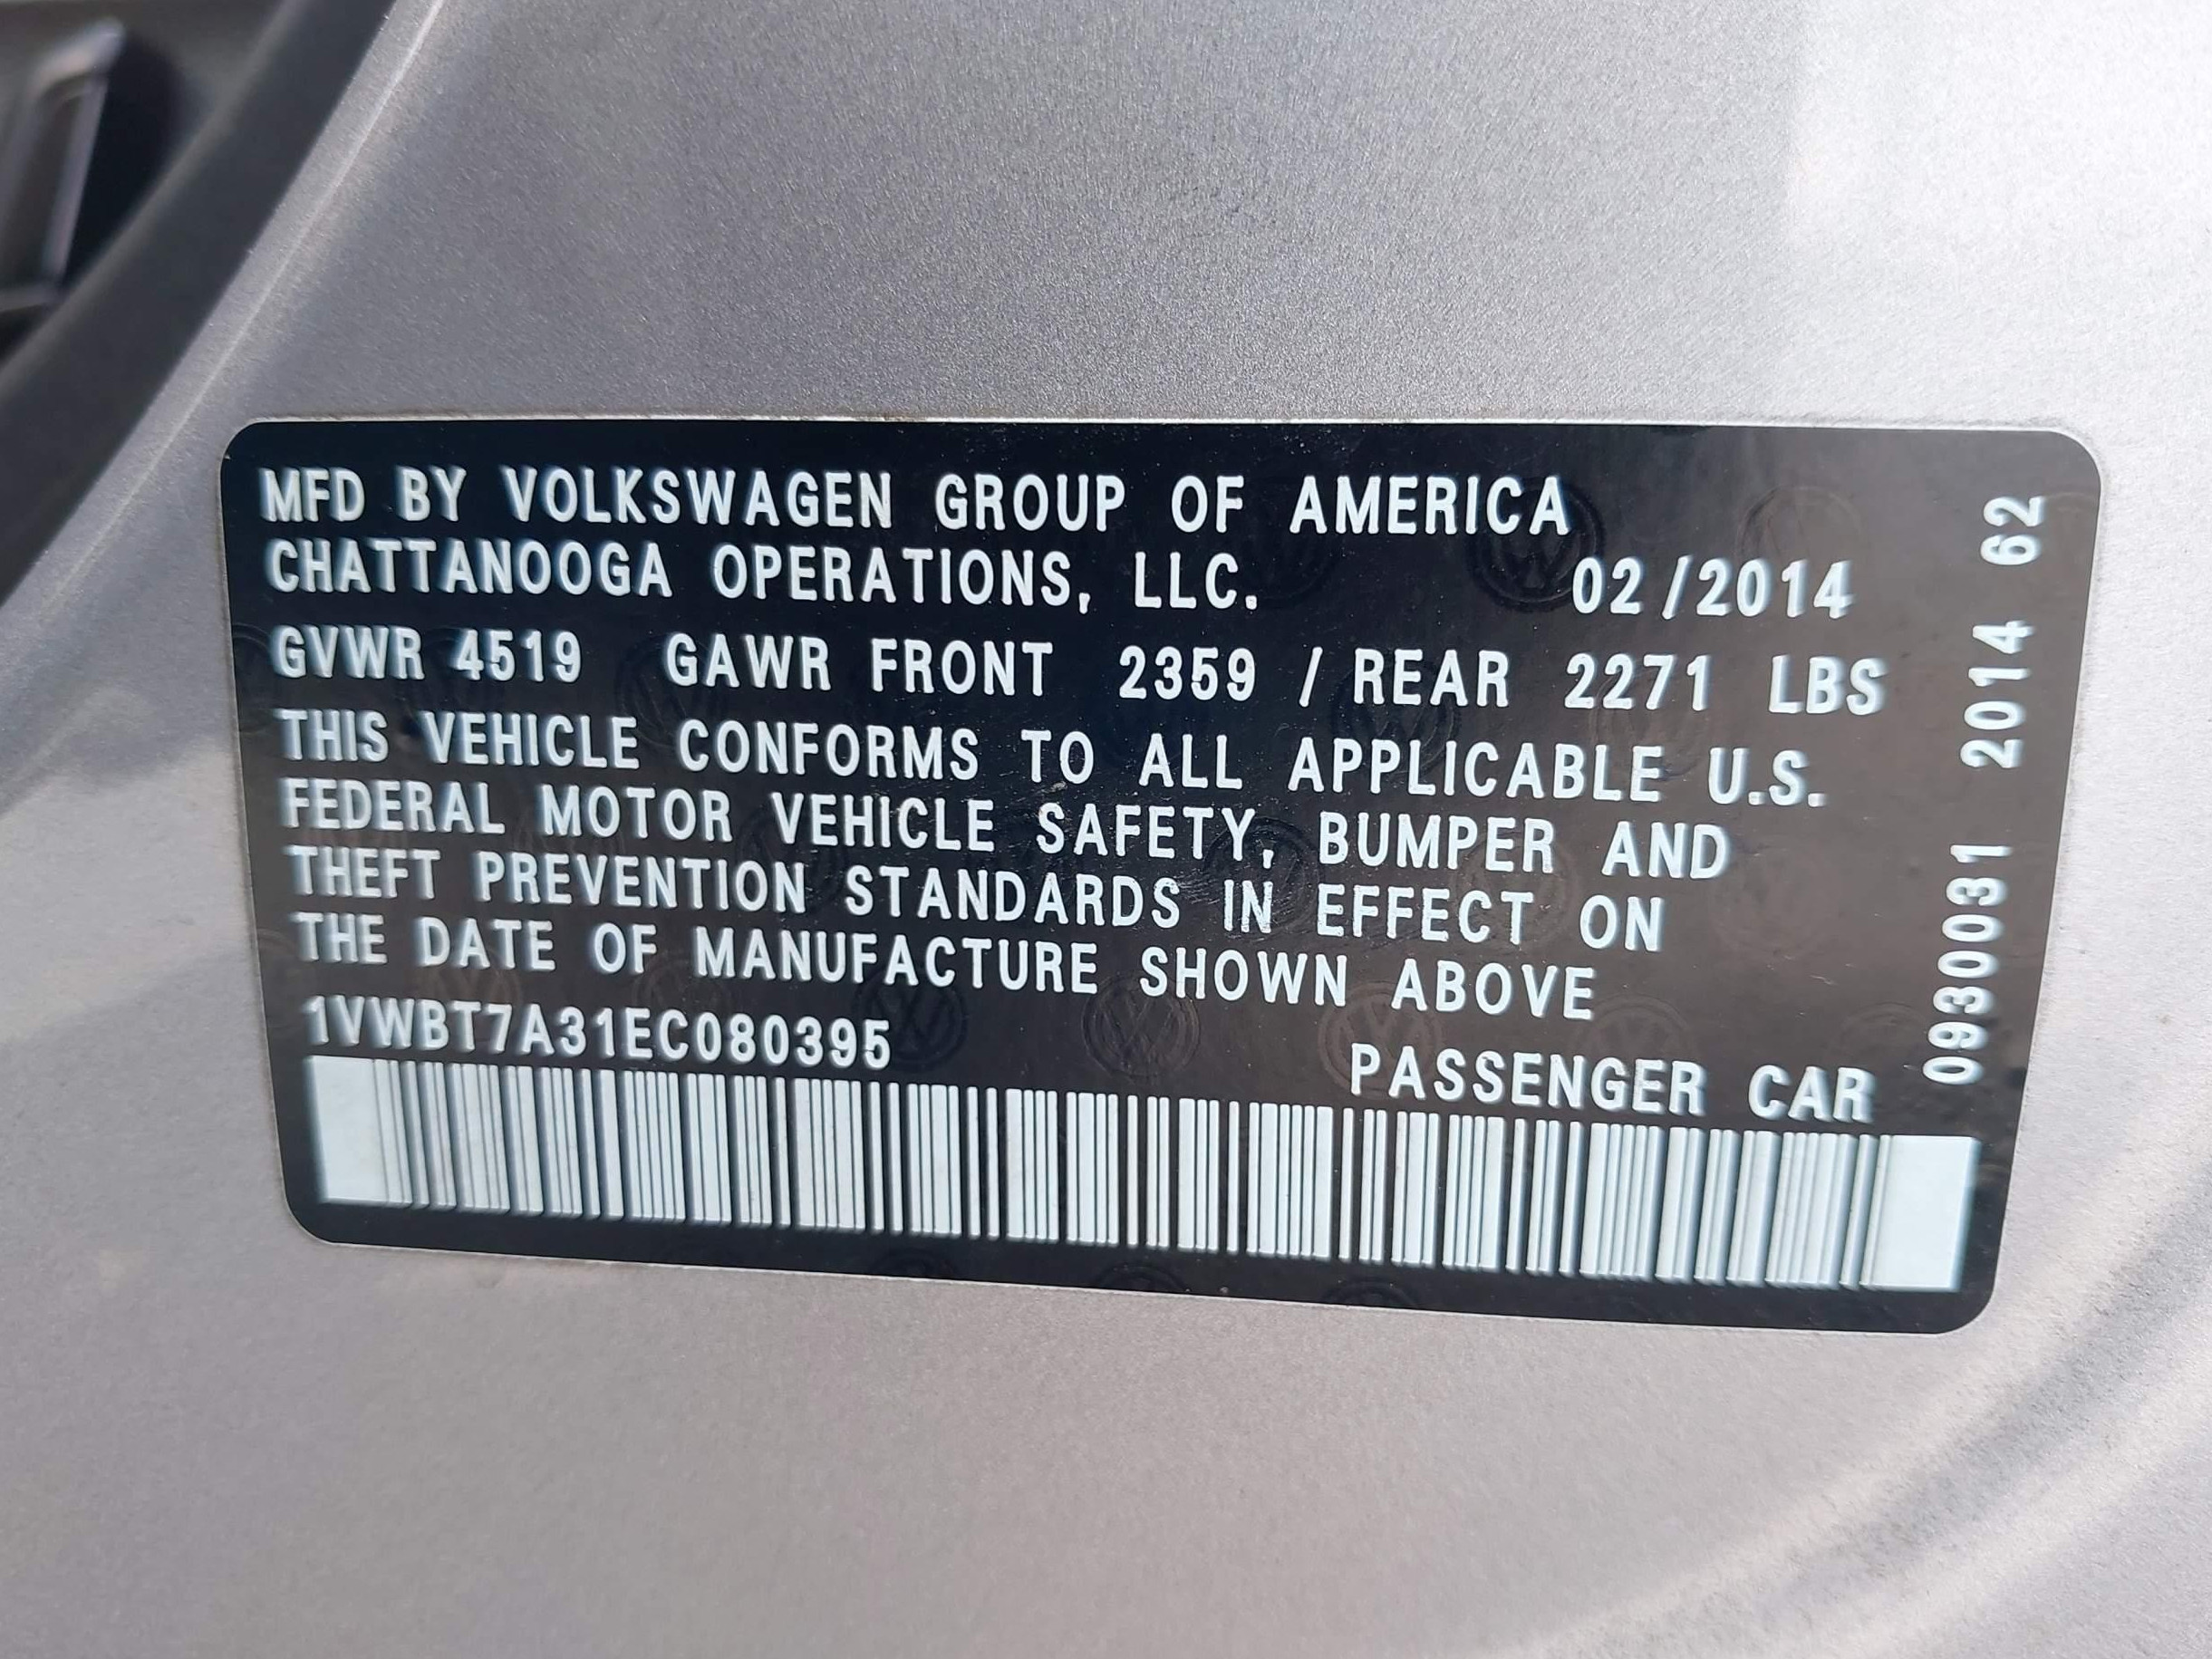 MFD BY VOLKSWAGEN GROUP OF AMERICA
CHATTANOOGA OPERATIONS, LLC. 02/2014
GVWR 4519 GAWR FRONT 2359 / REAR 2271 LBS
THIS VEHICLE CONFORMS TO ALL APPLICABLE U.S.
FEDERAL MOTOR VEHICLE SAFETY, BUMPER AND
THEFT PREVENTION STANDARDS IN EFFECT ON
THE DATE OF MANUFACTURE SHOWN ABOVE
1VWBT7A31EC080395
PASSENGER CAR
0930031 2014 62